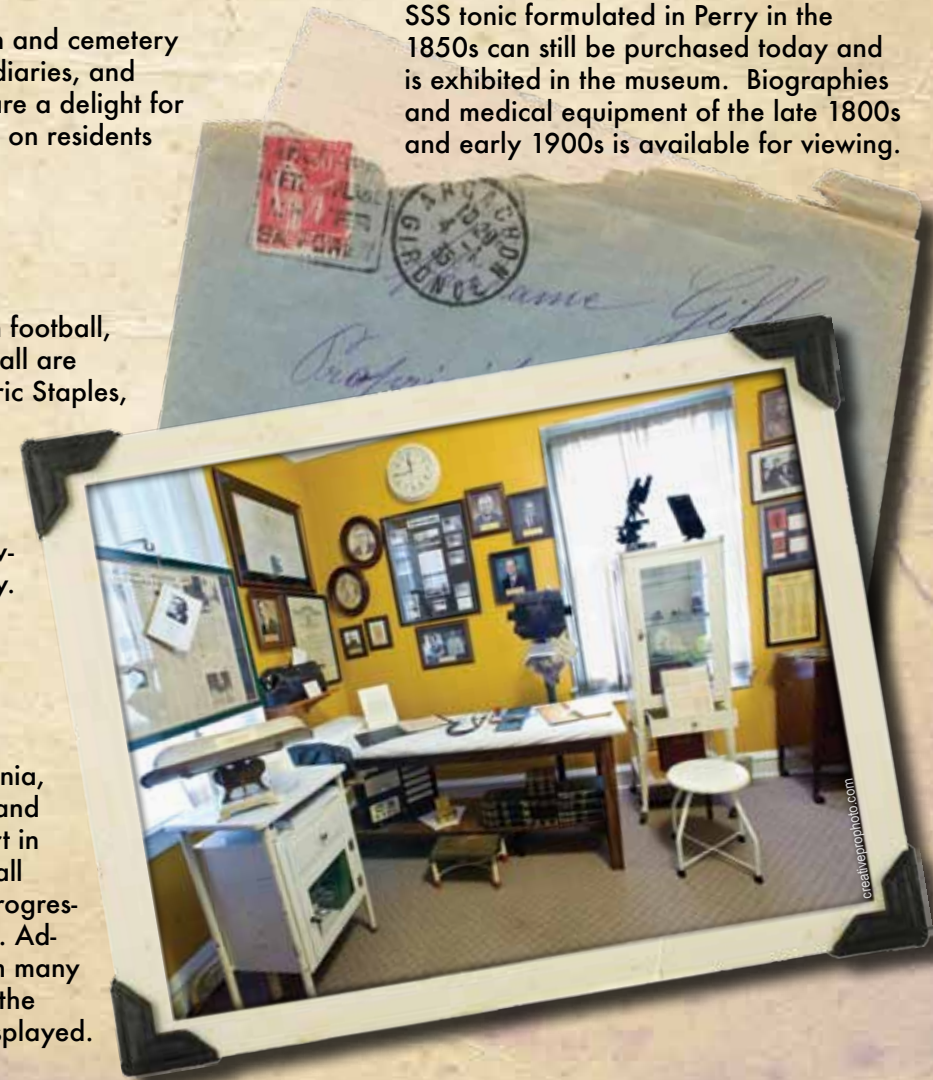 n and cemetery
diaries, and
are a delight for
on residents
n football,
all are
ric Staples,
y-
y.
nia,
and
rt in
all
rogres-
. Ad-
n many
the
splayed.
SSS tonic formulated in Perry in the
1850s can still be purchased today and
is exhibited in the museum.  Biographies
and medical equipment of the late 1800s
and early 1900s is available for viewing.
ARCACHON
GIRONDE
creativeprophoto.com